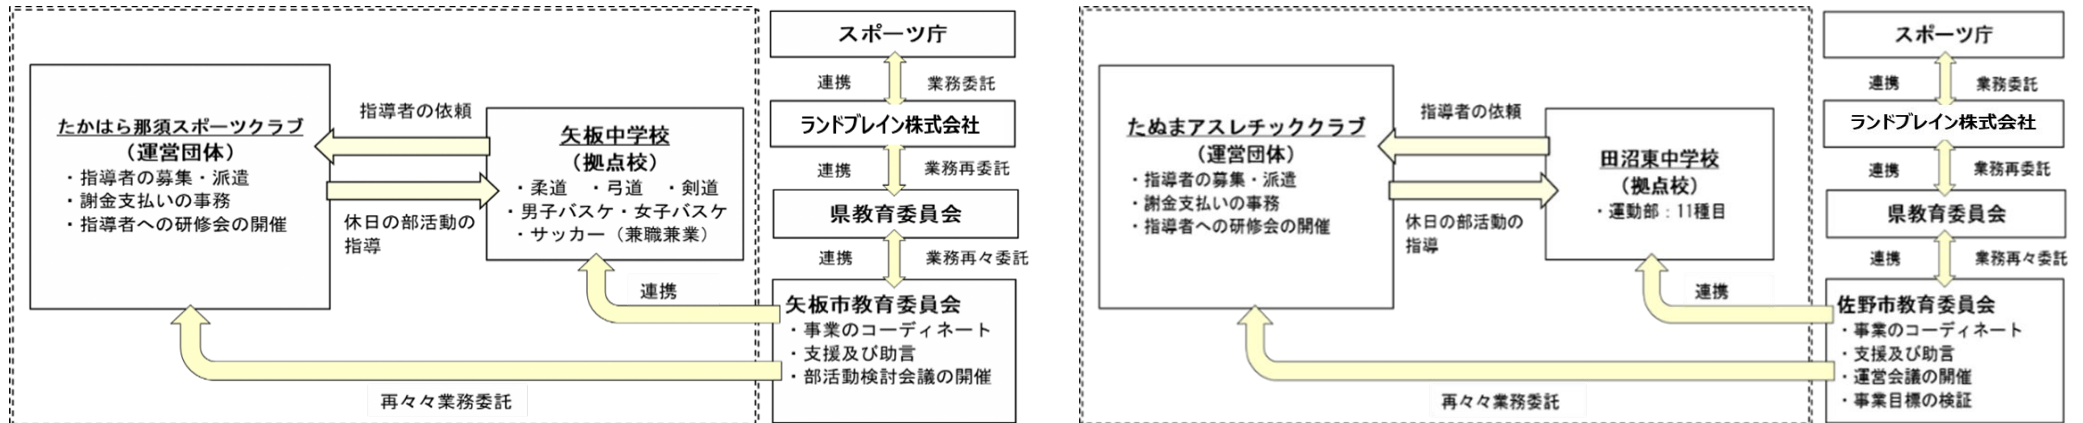 たかはら那須スポーツクラブ
（運営団体）
・指導者の募集・派遣
・謝金支払いの事務
・指導者への研修会の開催
指導者の依頼
休日の部活動の
指導
矢板中学校
（拠点校）
・柔道　・弓道　・剣道
・男子バスケ・女子バスケ
・サッカー（兼職兼業）
連携
再々々業務委託
スポーツ庁
連携　業務委託
ランドブレイン株式会社
連携　業務再委託
県教育委員会
連携　業務再々委託
矢板市教育委員会
・事業のコーディネート
・支援及び助言
・部活動検討会議の開催
たぬまアスレチッククラブ
（運営団体）
・指導者の募集・派遣
・謝金支払いの事務
・指導者への研修会の開催
指導者の依頼
休日の部活動の
指導
田沼東中学校
（拠点校）
・運動部：11種目
連携
再々々業務委託
スポーツ庁
連携　業務委託
ランドブレイン株式会社
連携　業務再委託
県教育委員会
連携　業務再々委託
佐野市教育委員会
・事業のコーディネート
・支援及び助言
・運営会議の開催
・事業目標の検証